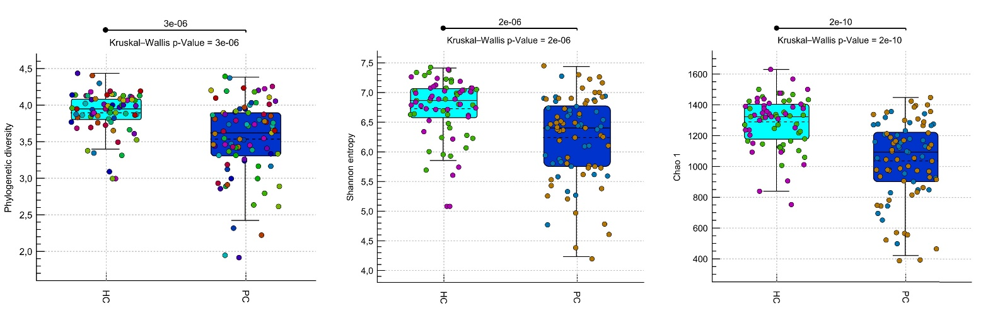 3e-06
Kruskal–Wallis p-Value = 3e-06
Phylogenetic diversity
4,5
4,0
3,5
3,0
2,5
2,0
HC
PC
2e-06
Kruskal–Wallis p-Value = 2e-06
Shannon entropy
7,5
7,0
6,5
6,0
5,5
5,0
4,5
4,0
HC
PC
2e-10
Kruskal–Wallis p-Value = 2e-10
Chao 1
1600
1400
1200
1000
800
600
400
HC
PC